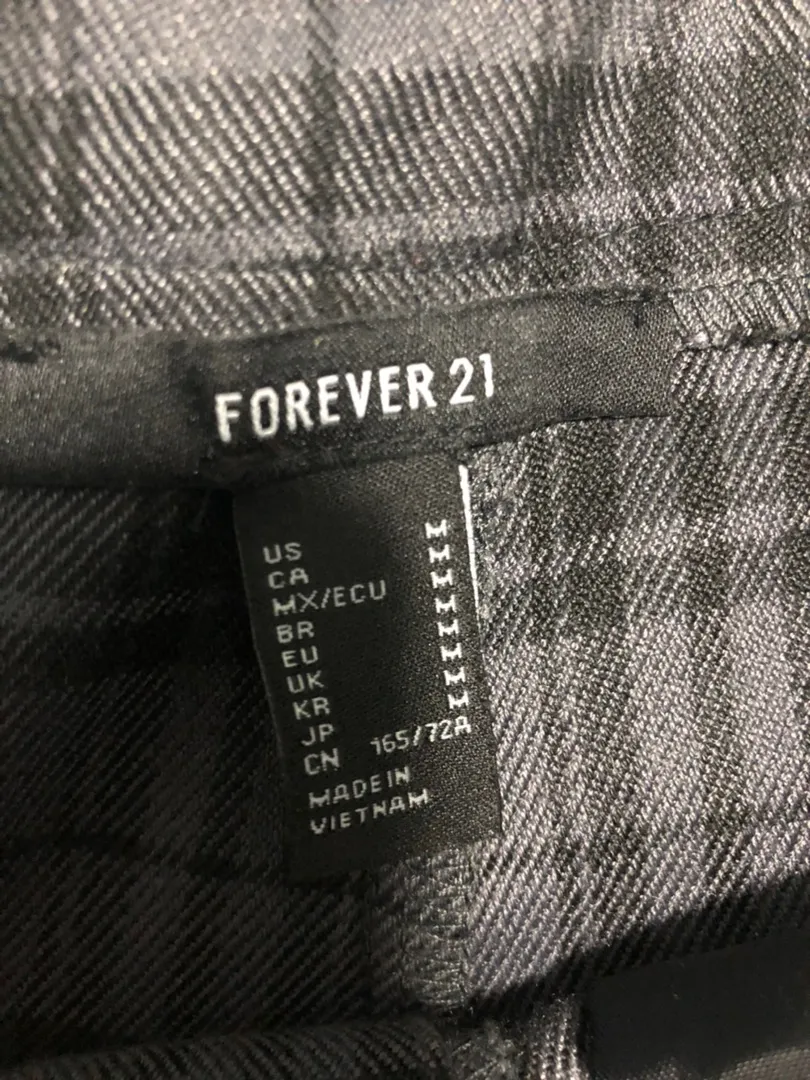 FOREVER 21
US M
CA M
MX/ECU M
BR M
EU M
UK M
KR M
JP M
CN 165/72A
MADE IN
VIETNAM